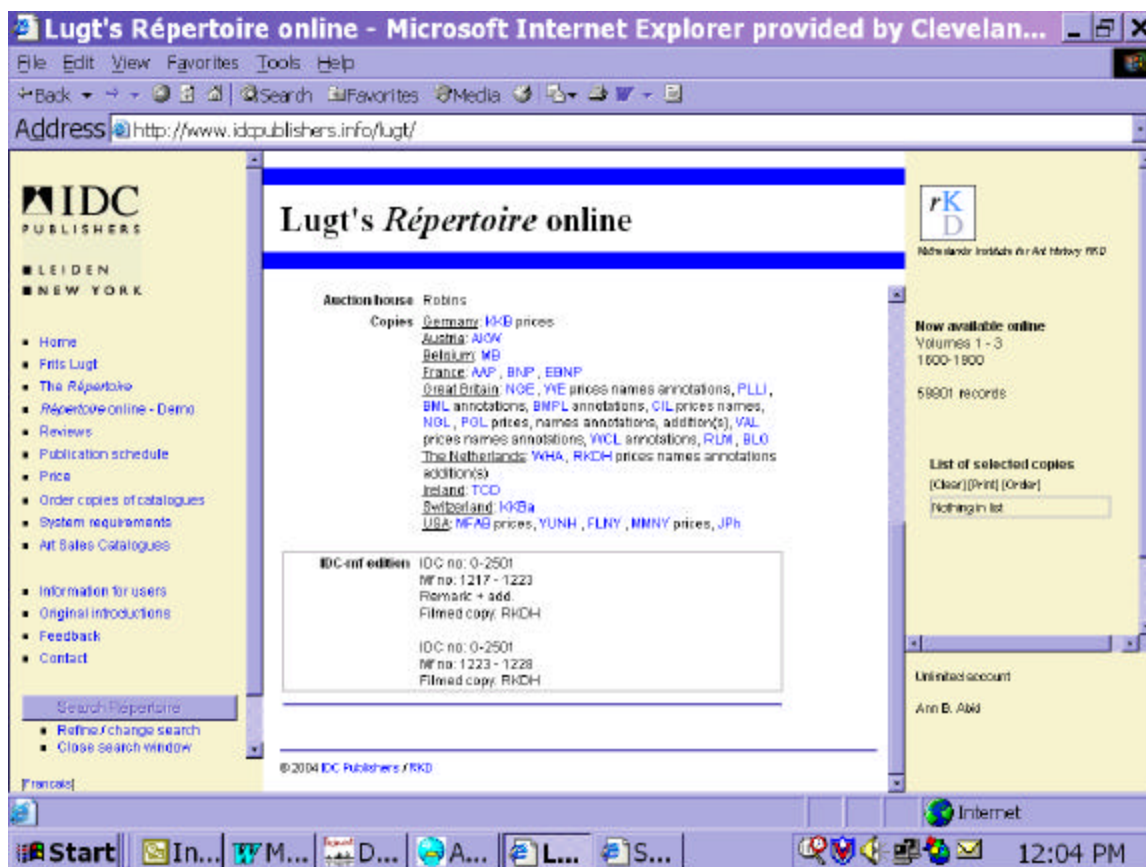 Lugt's Répertoire online - Microsoft Internet Explorer provided by Clevelan...
File Edit View Favorites Tools Help
Back Search Favorites Media
Address http://www.idcpublishers.info/lugt/
IDC
PUBLISHERS
LEIDEN
NEW YORK
Home
Frits Lugt
The Répertoire
Répertoire online - Demo
Reviews
Publication schedule
Price
Order copies of catalogues
System requirements
Art Sales Catalogues
Information for users
Original introductions
Feedback
Contact
Search Répertoire
Refine / change search
Close search window
[Francais]
Lugt's Répertoire online
Auction house Robins
Copies Germany: KKB prices
Austria: AKW
Belgium: MB
France: AAP, BNP, EBNP
Great Britain: NGE, WE prices names annotations, PLLI,
BML annotations, BMPL annotations, CIL prices names,
NGL, PGL prices, names annotations, addition(s), VAL
prices names annotations, WCL annotations, RLM, BLO
The Netherlands: WHA, RKDH prices names annotations
addition(s)
Ireland: TCD
Switzerland: KKBa
USA: MFAB prices, YUNH, FLNY, MMNY prices, JPh
IDC-mf edition IDC no: 0-2501
Mf no: 1217 - 1223
Remark: + add.
Filmed copy: RKDH
IDC no: 0-2501
Mf no: 1223 - 1228
Filmed copy: RKDH
© 2004 IDC Publishers / RKD
rKD
Netherlands Institute for Art History RKD
Now available online
Volumes 1 - 3
1600-1900
List of selected copies
[Clear] [Print] [Order]
Nothing in list
Unlimited account
Ann B. Abid
Internet
Start In... M... D... A... L... S... 12:04 PM